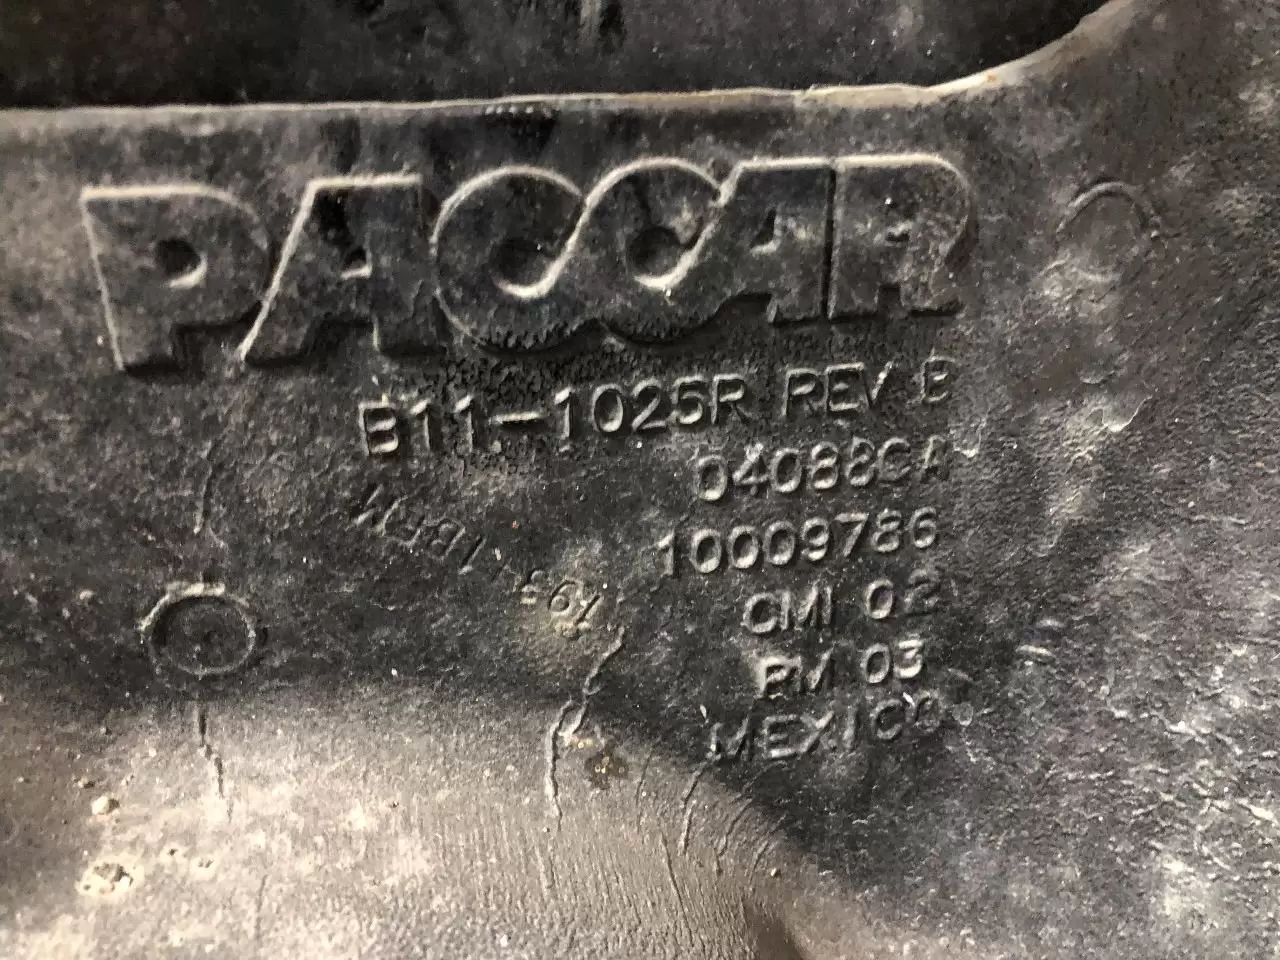 PACCAR
B11-1025R REV B
04088CA
10009786
CMI 02
PM 03
MEXICO